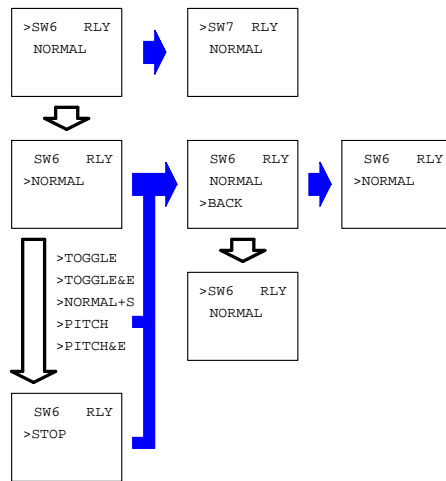 >SW6 RLY
NORMAL
>SW7 RLY
NORMAL
SW6 RLY
>NORMAL
SW6 RLY
NORMAL
>BACK
SW6 RLY
>NORMAL
>TOGGLE
>TOGGLE&E
>NORMAL+S
>PITCH
>PITCH&E
>SW6 RLY
NORMAL
SW6 RLY
>STOP